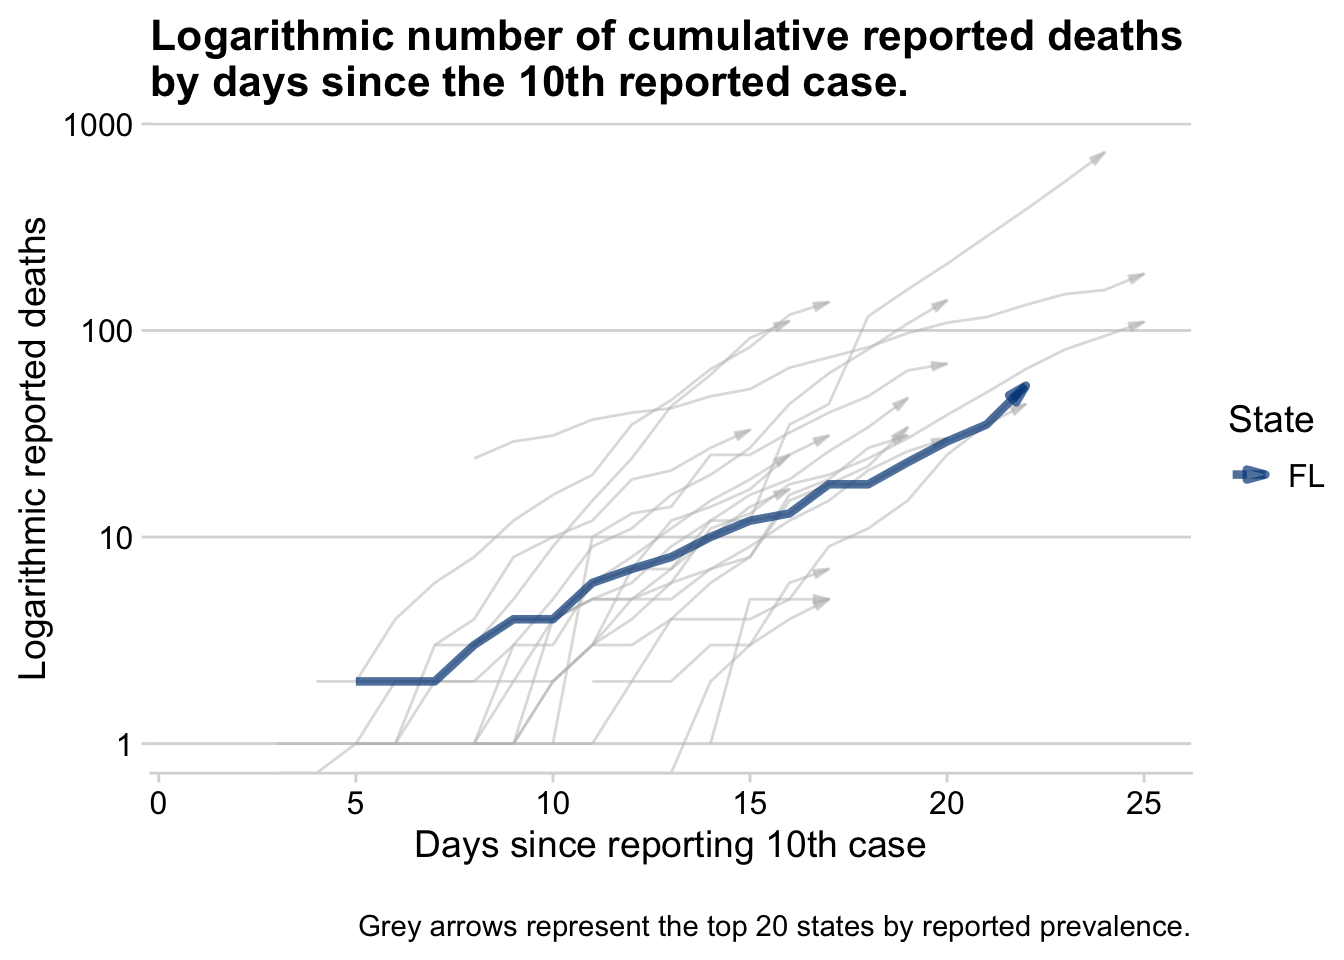 Logarithmic number of cumulative reported deaths
by days since the 10th reported case.
1000
100
10
1
Logarithmic reported deaths
0 5 10 15 20 25
Days since reporting 10th case
State
FL
Grey arrows represent the top 20 states by reported prevalence.